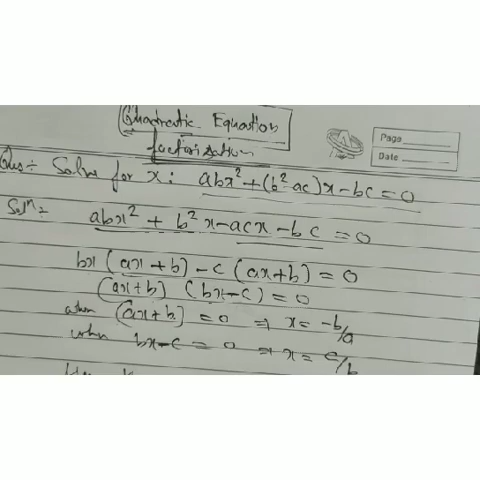 Quadratic Equation
factorisation
Page
Date
Ques÷ Solve for x: abx² + (b²-ac)x - bc = 0
Solⁿ=
abx² + b²x - acx - bc = 0
bx (ax + b) - c (ax + b) = 0
(ax + b) (bx - c) = 0
when (ax + b) = 0 ⇒ x = -b/a
when bx - c = 0 ⇒ x = c/b